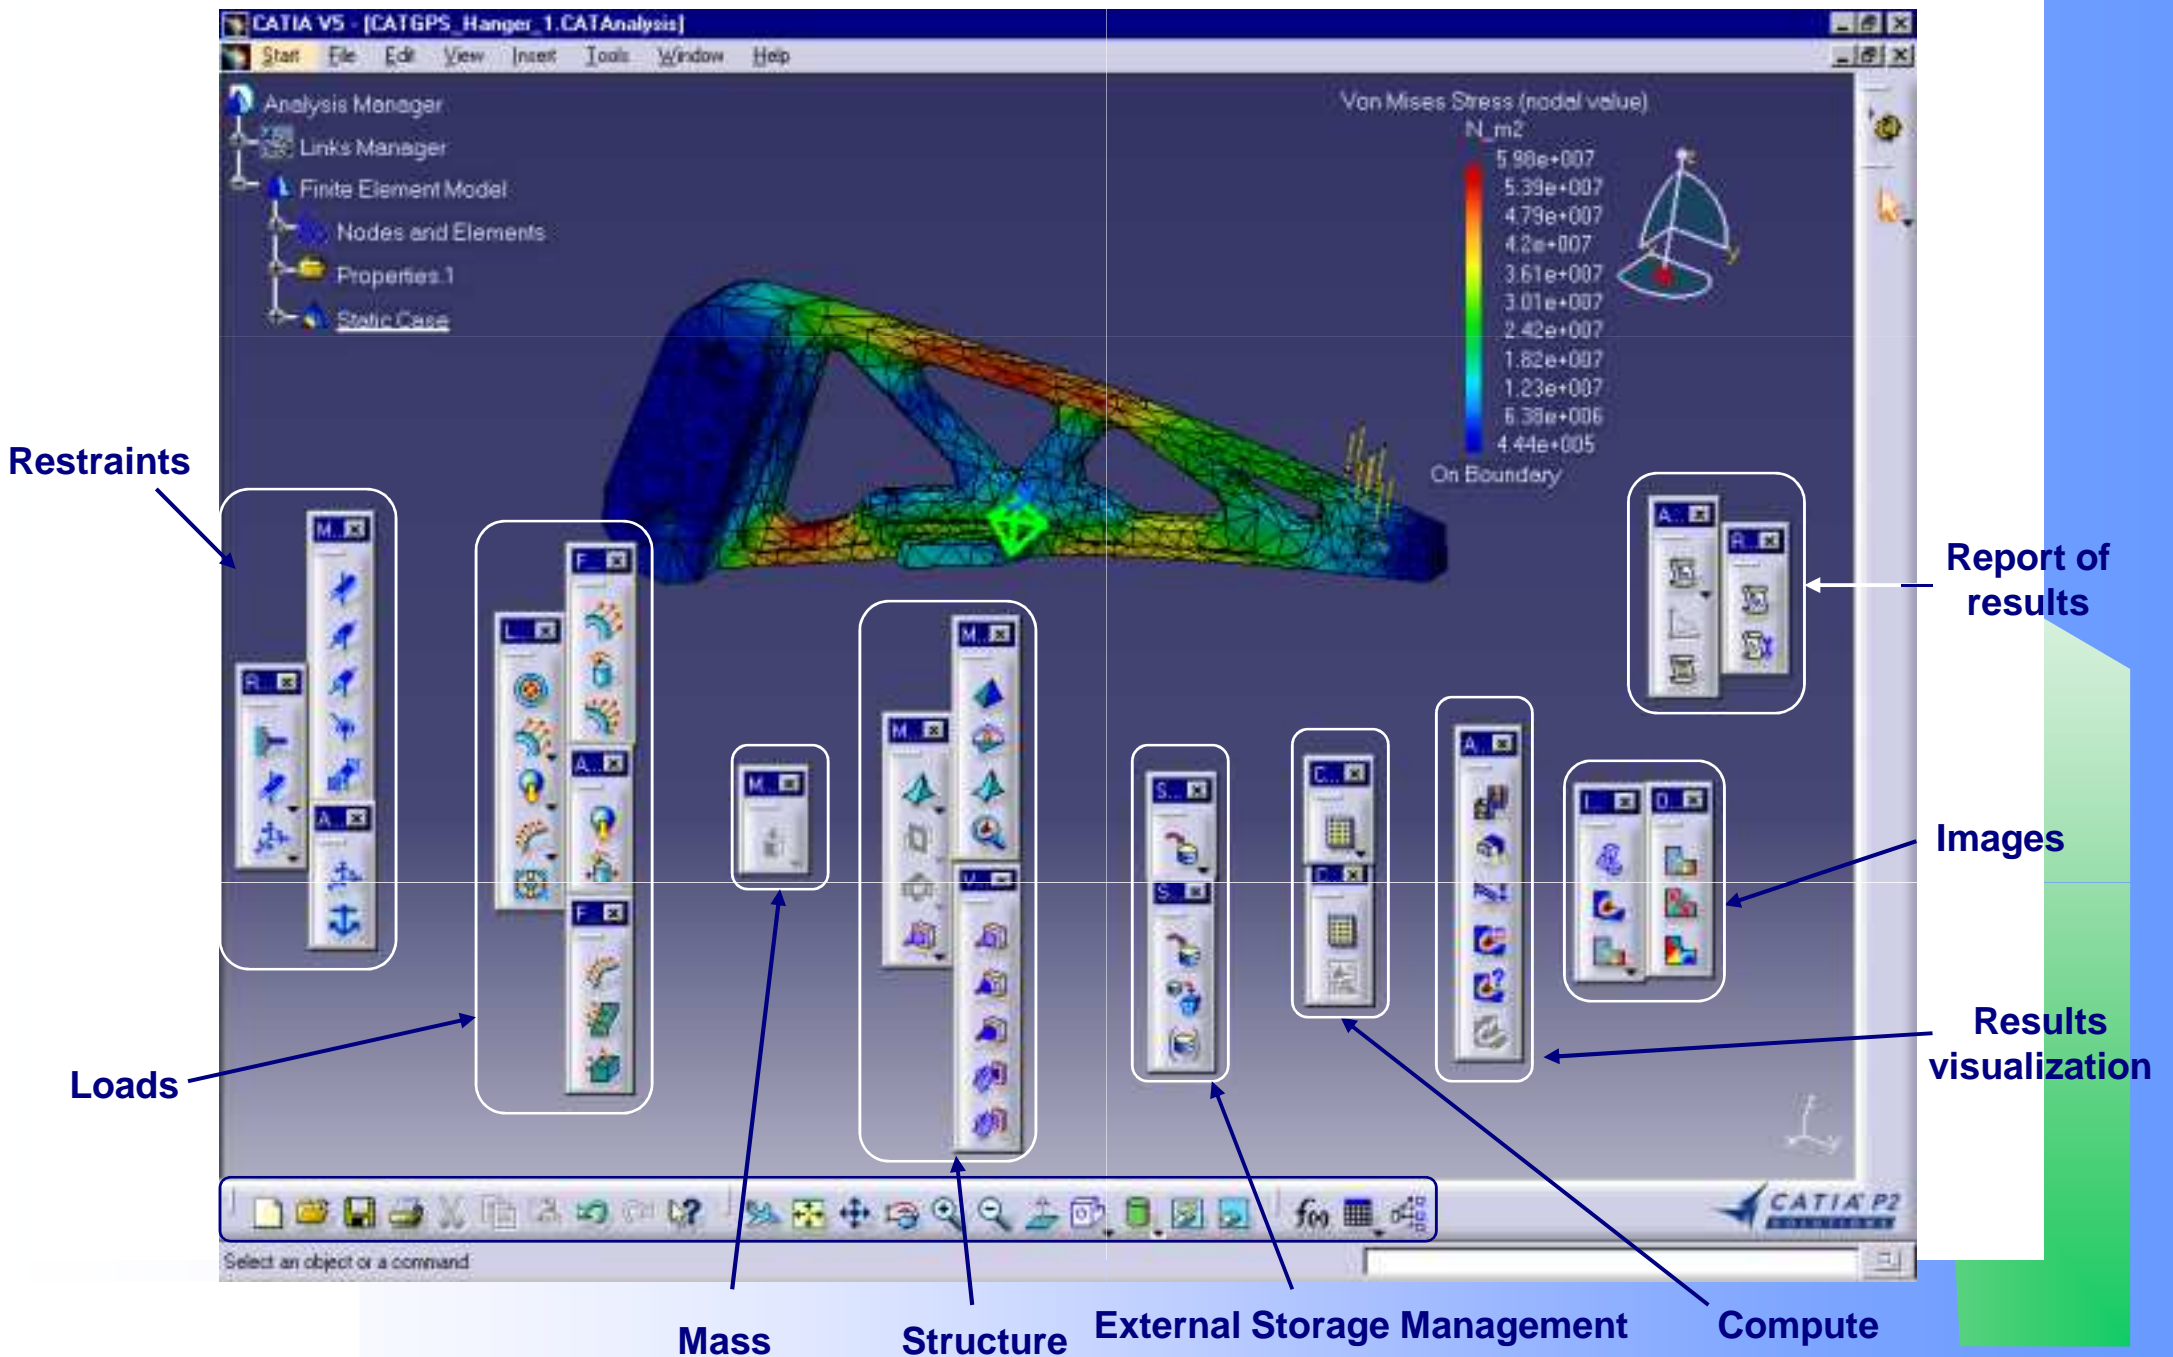 CATIA V5 - [CATGPS_Hanger_1.CATAnalysis]
Start File Edit View Insert Tools Window Help
Analysis Manager
Links Manager
Finite Element Model
Nodes and Elements
Properties.1
Static Case
Von Mises Stress (nodal value)
N_m2
5.98e+007
5.39e+007
4.79e+007
4.2e+007
3.61e+007
3.01e+007
2.42e+007
1.82e+007
1.23e+007
6.38e+006
4.44e+005
On Boundary
Restraints
M...
R...
A...
L...
F...
A...
F...
M...
M...
M...
V...
S...
S...
C...
C...
A...
I...
D...
A...
R...
Report of
results
Images
Results
visualization
Loads
f(x)
CATIA P2
SOLUTIONS
Select an object or a command
Mass
Structure
External Storage Management
Compute